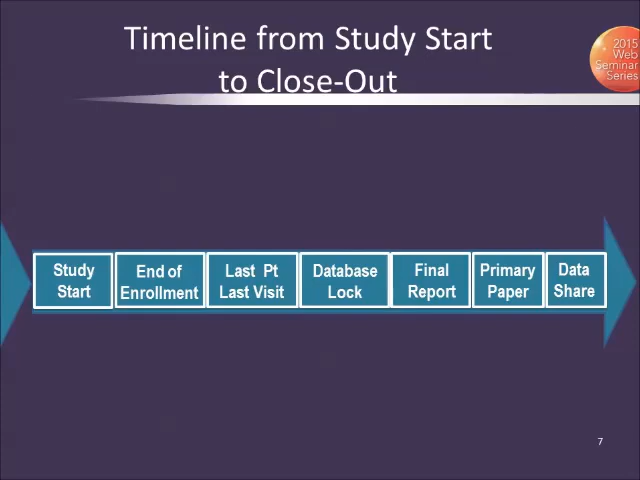 Timeline from Study Start
to Close-Out
2015
Web
Seminar
Series
Study
Start
End of
Enrollment
Last Pt
Last Visit
Database
Lock
Final
Report
Primary
Paper
Data
Share
7